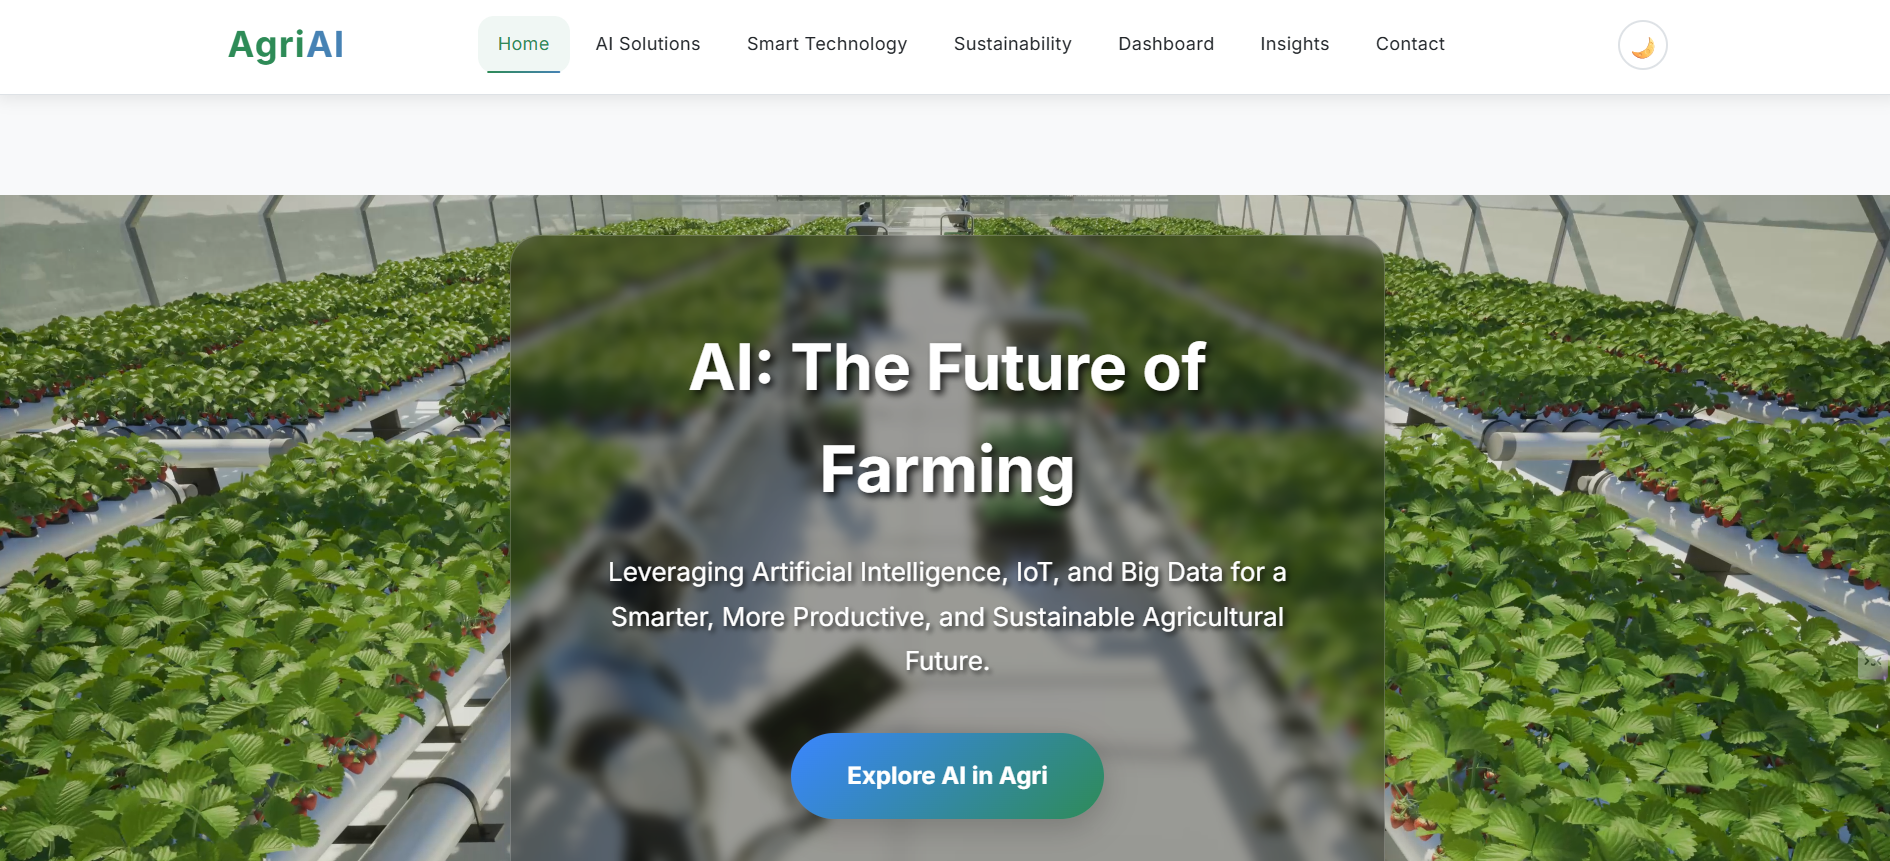 AgriAI
Home
AI Solutions
Smart Technology
Sustainability
Dashboard
Insights
Contact
AI: The Future of
Farming
Leveraging Artificial Intelligence, IoT, and Big Data for a
Smarter, More Productive, and Sustainable Agricultural
Future.
Explore AI in Agri